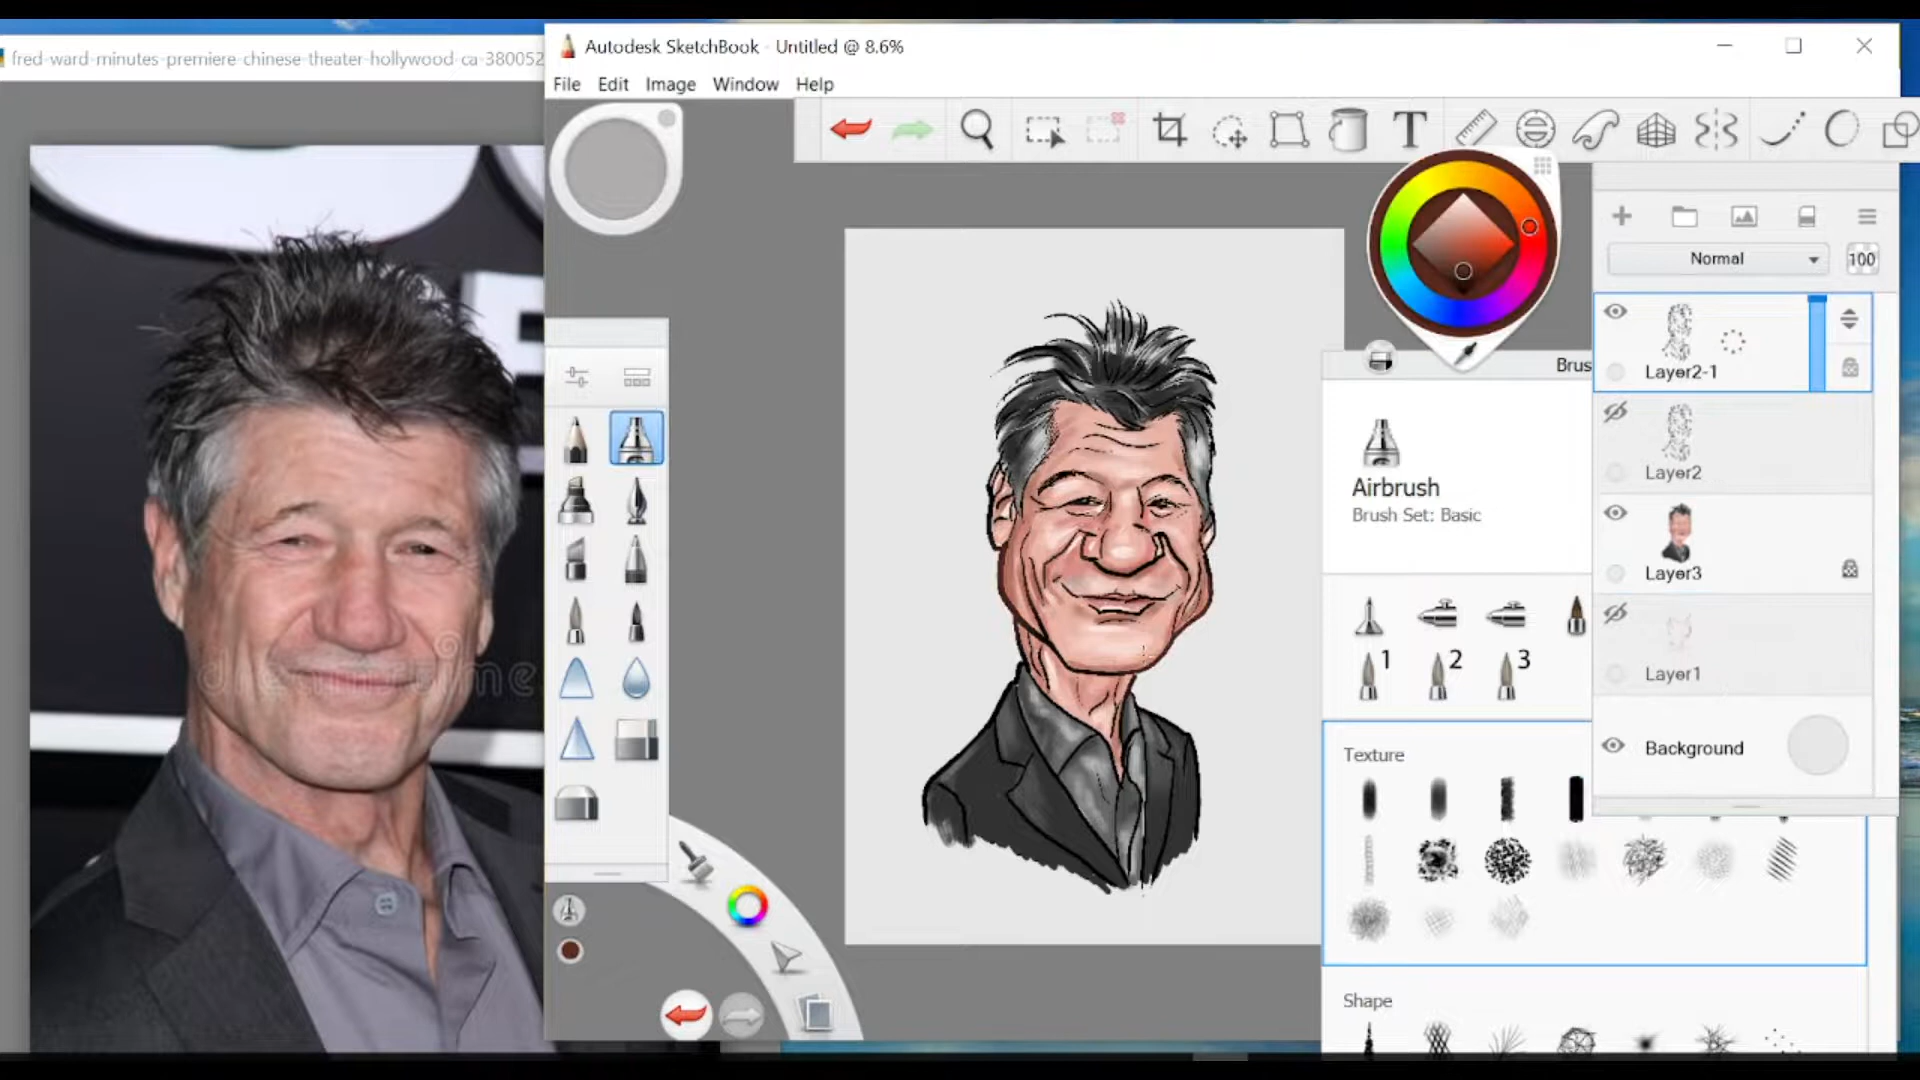 fred-ward-minutes-premiere-chinese-theater-hollywood-ca-380052
Autodesk SketchBook - Untitled @ 8.6%
File Edit Image Window Help
Normal
100
Layer2-1
Brus
Layer2
Airbrush
Brush Set: Basic
Layer3
1 2 3
Layer1
Background
Texture
Shape